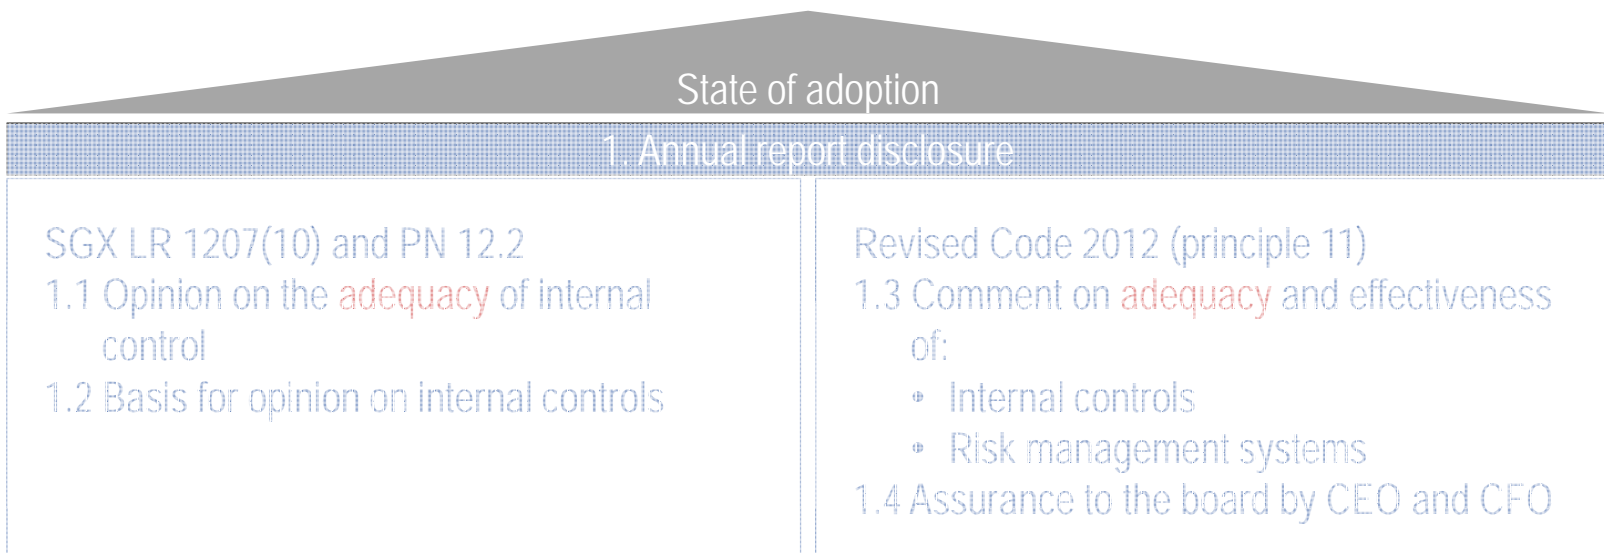 State of adoption
1. Annual report disclosure
SGX LR 1207(10) and PN 12.2
1.1 Opinion on the adequacy of internal
control
1.2 Basis for opinion on internal controls
Revised Code 2012 (principle 11)
1.3 Comment on adequacy and effectiveness
of:
• Internal controls
• Risk management systems
1.4 Assurance to the board by CEO and CFO